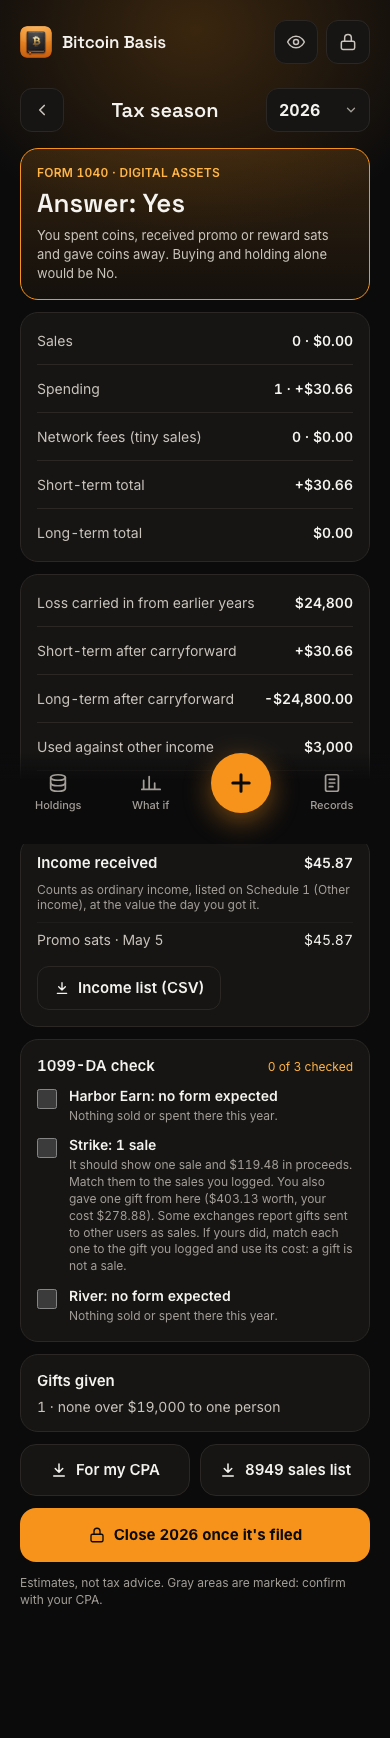 Bitcoin Basis
Tax season
2026
FORM 1040 · DIGITAL ASSETS
Answer: Yes
You spent coins, received promo or reward sats
and gave coins away. Buying and holding alone
would be No.
Sales 0 · $0.00
Spending 1 · +$30.66
Network fees (tiny sales) 0 · $0.00
Short-term total +$30.66
Long-term total $0.00
Loss carried in from earlier years $24,800
Short-term after carryforward +$30.66
Long-term after carryforward -$24,800.00
Used against other income $3,000
Holdings What if Records
Income received $45.87
Counts as ordinary income, listed on Schedule 1 (Other
income), at the value the day you got it.
Promo sats · May 5 $45.87
Income list (CSV)
1099-DA check 0 of 3 checked
Harbor Earn: no form expected
Nothing sold or spent there this year.
Strike: 1 sale
It should show one sale and $119.48 in proceeds.
Match them to the sales you logged. You also
gave one gift from here ($403.13 worth, your
cost $278.88). Some exchanges report gifts sent
to other users as sales. If yours did, match each
one to the gift you logged and use its cost: a gift is
not a sale.
River: no form expected
Nothing sold or spent there this year.
Gifts given
1 · none over $19,000 to one person
For my CPA 8949 sales list
Close 2026 once it's filed
Estimates, not tax advice. Gray areas are marked: confirm
with your CPA.